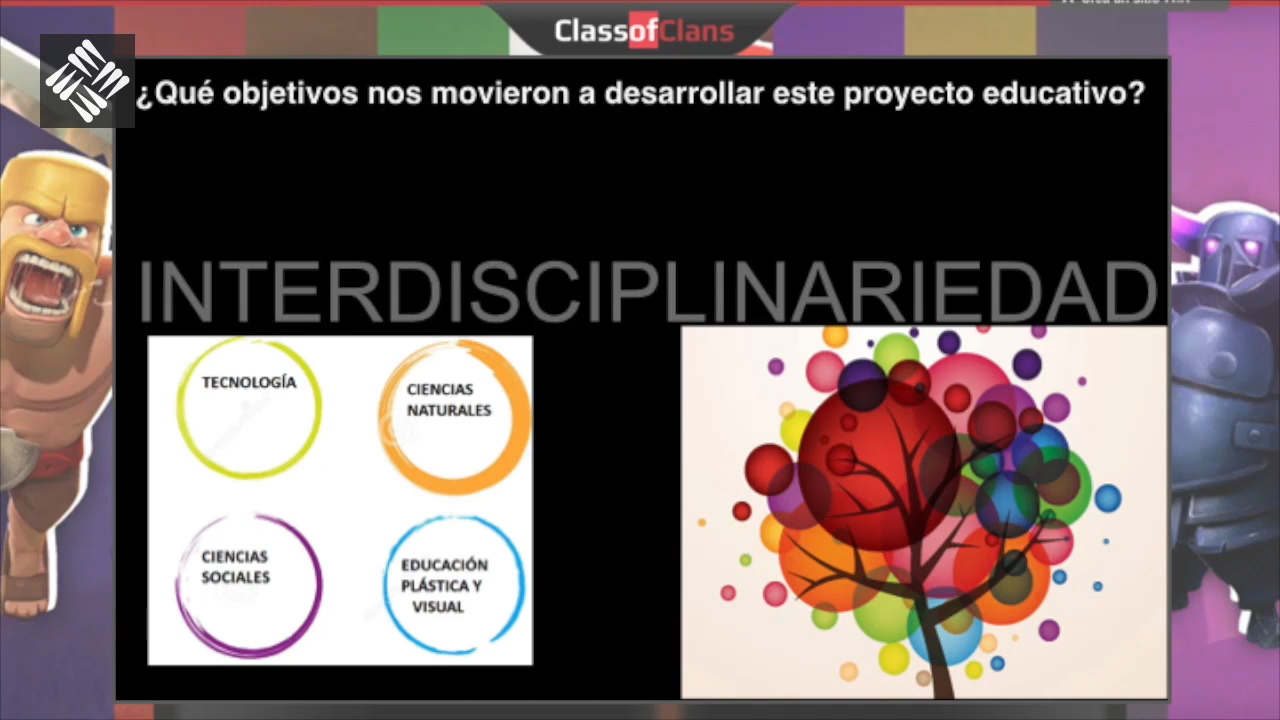 ClassofClans
¿Qué objetivos nos movieron a desarrollar este proyecto educativo?
INTERDISCIPLINARIEDAD
TECNOLOGÍA
CIENCIAS
NATURALES
CIENCIAS
SOCIALES
EDUCACIÓN
PLÁSTICA Y
VISUAL